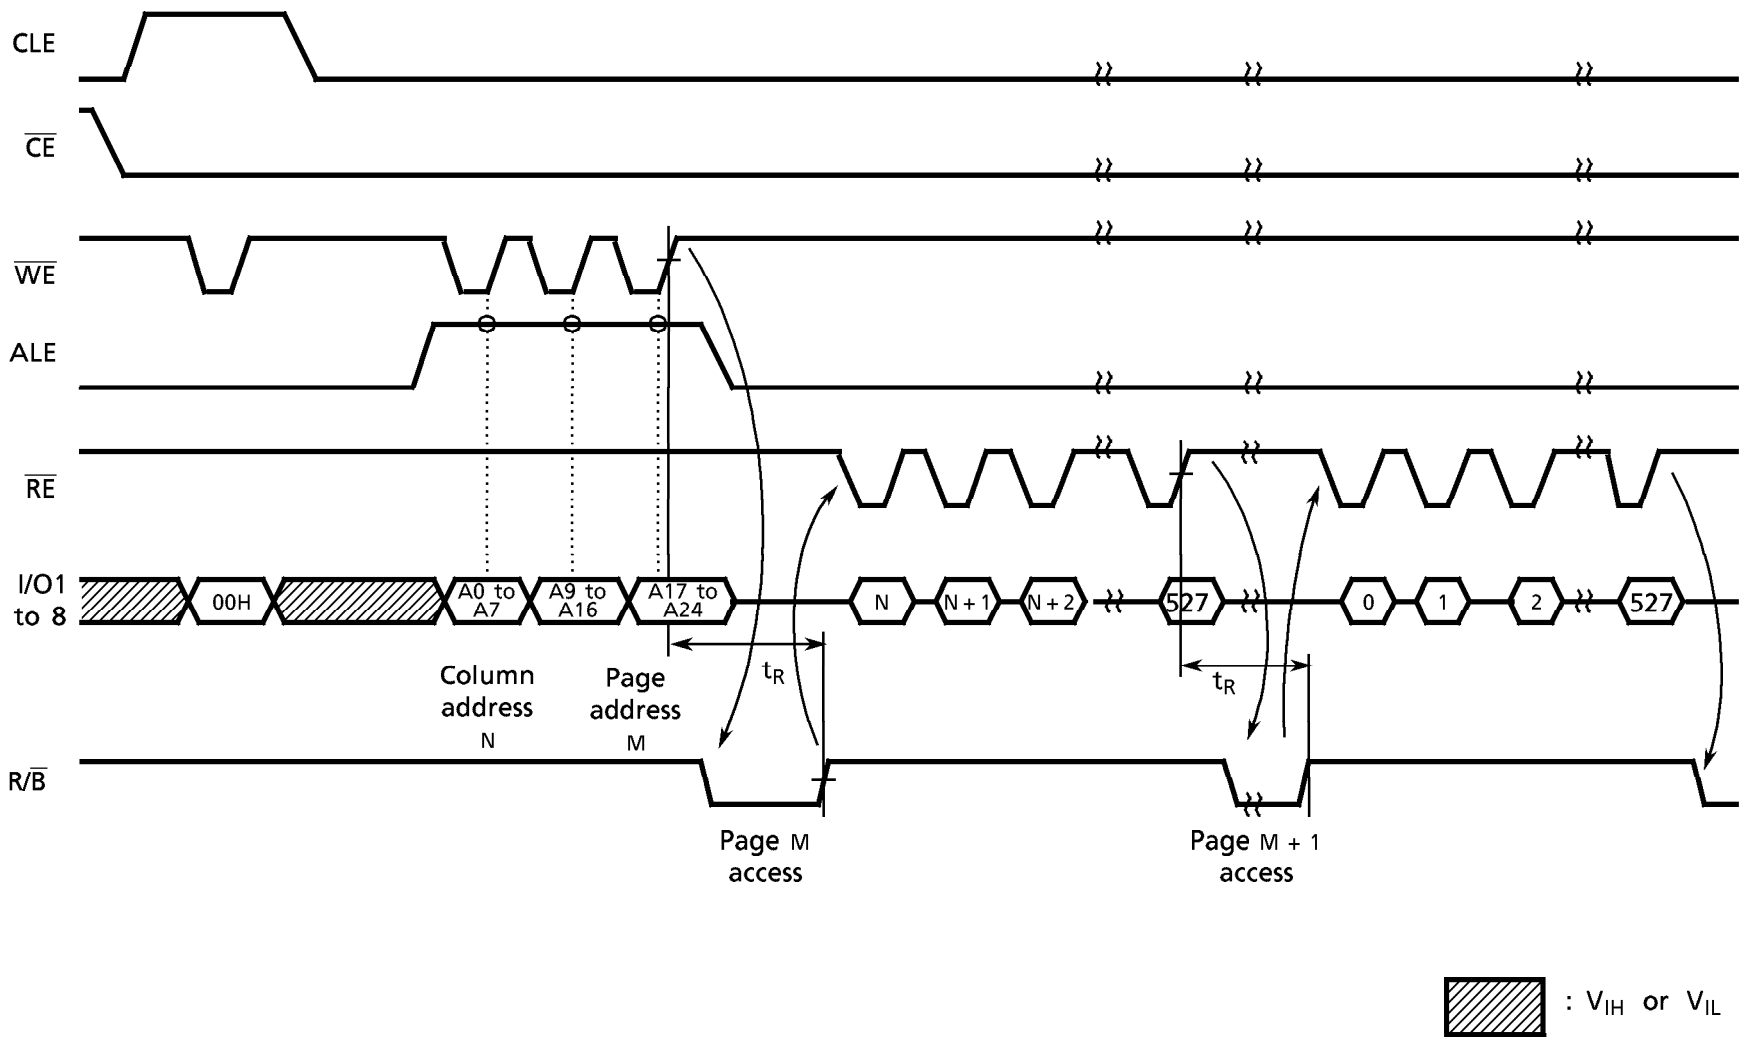 CLE
CE
WE
ALE
RE
I/O1
to 8
00H
A0 to
A7
A9 to
A16
A17 to
A24
N
N + 1
N + 2
527
0
1
2
527
tR
tR
Column
address
N
Page
address
M
R/B
Page M
access
Page M + 1
access
: VIH or VIL